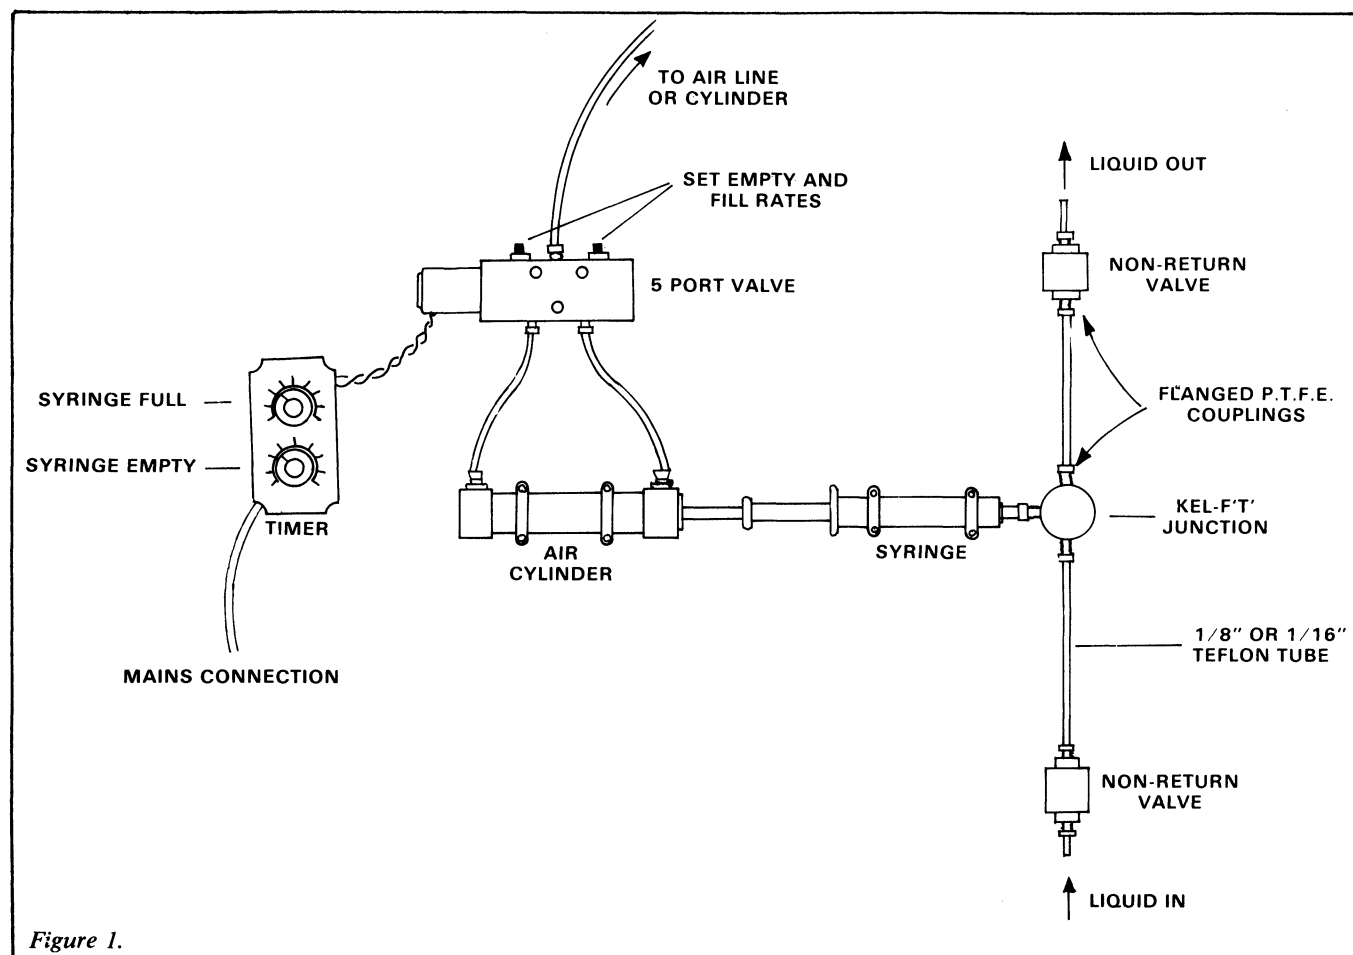 TO AIR LINE
OR CYLINDER
SET EMPTY AND
FILL RATES
LIQUID OUT
NON-RETURN
VALVE
5 PORT VALVE
SYRINGE FULL
SYRINGE EMPTY
TIMER
FLANGED P.T.F.E.
COUPLINGS
KEL-F'T'
JUNCTION
AIR
CYLINDER
SYRINGE
1/8" OR 1/16"
TEFLON TUBE
MAINS CONNECTION
NON-RETURN
VALVE
LIQUID IN
Figure 1.